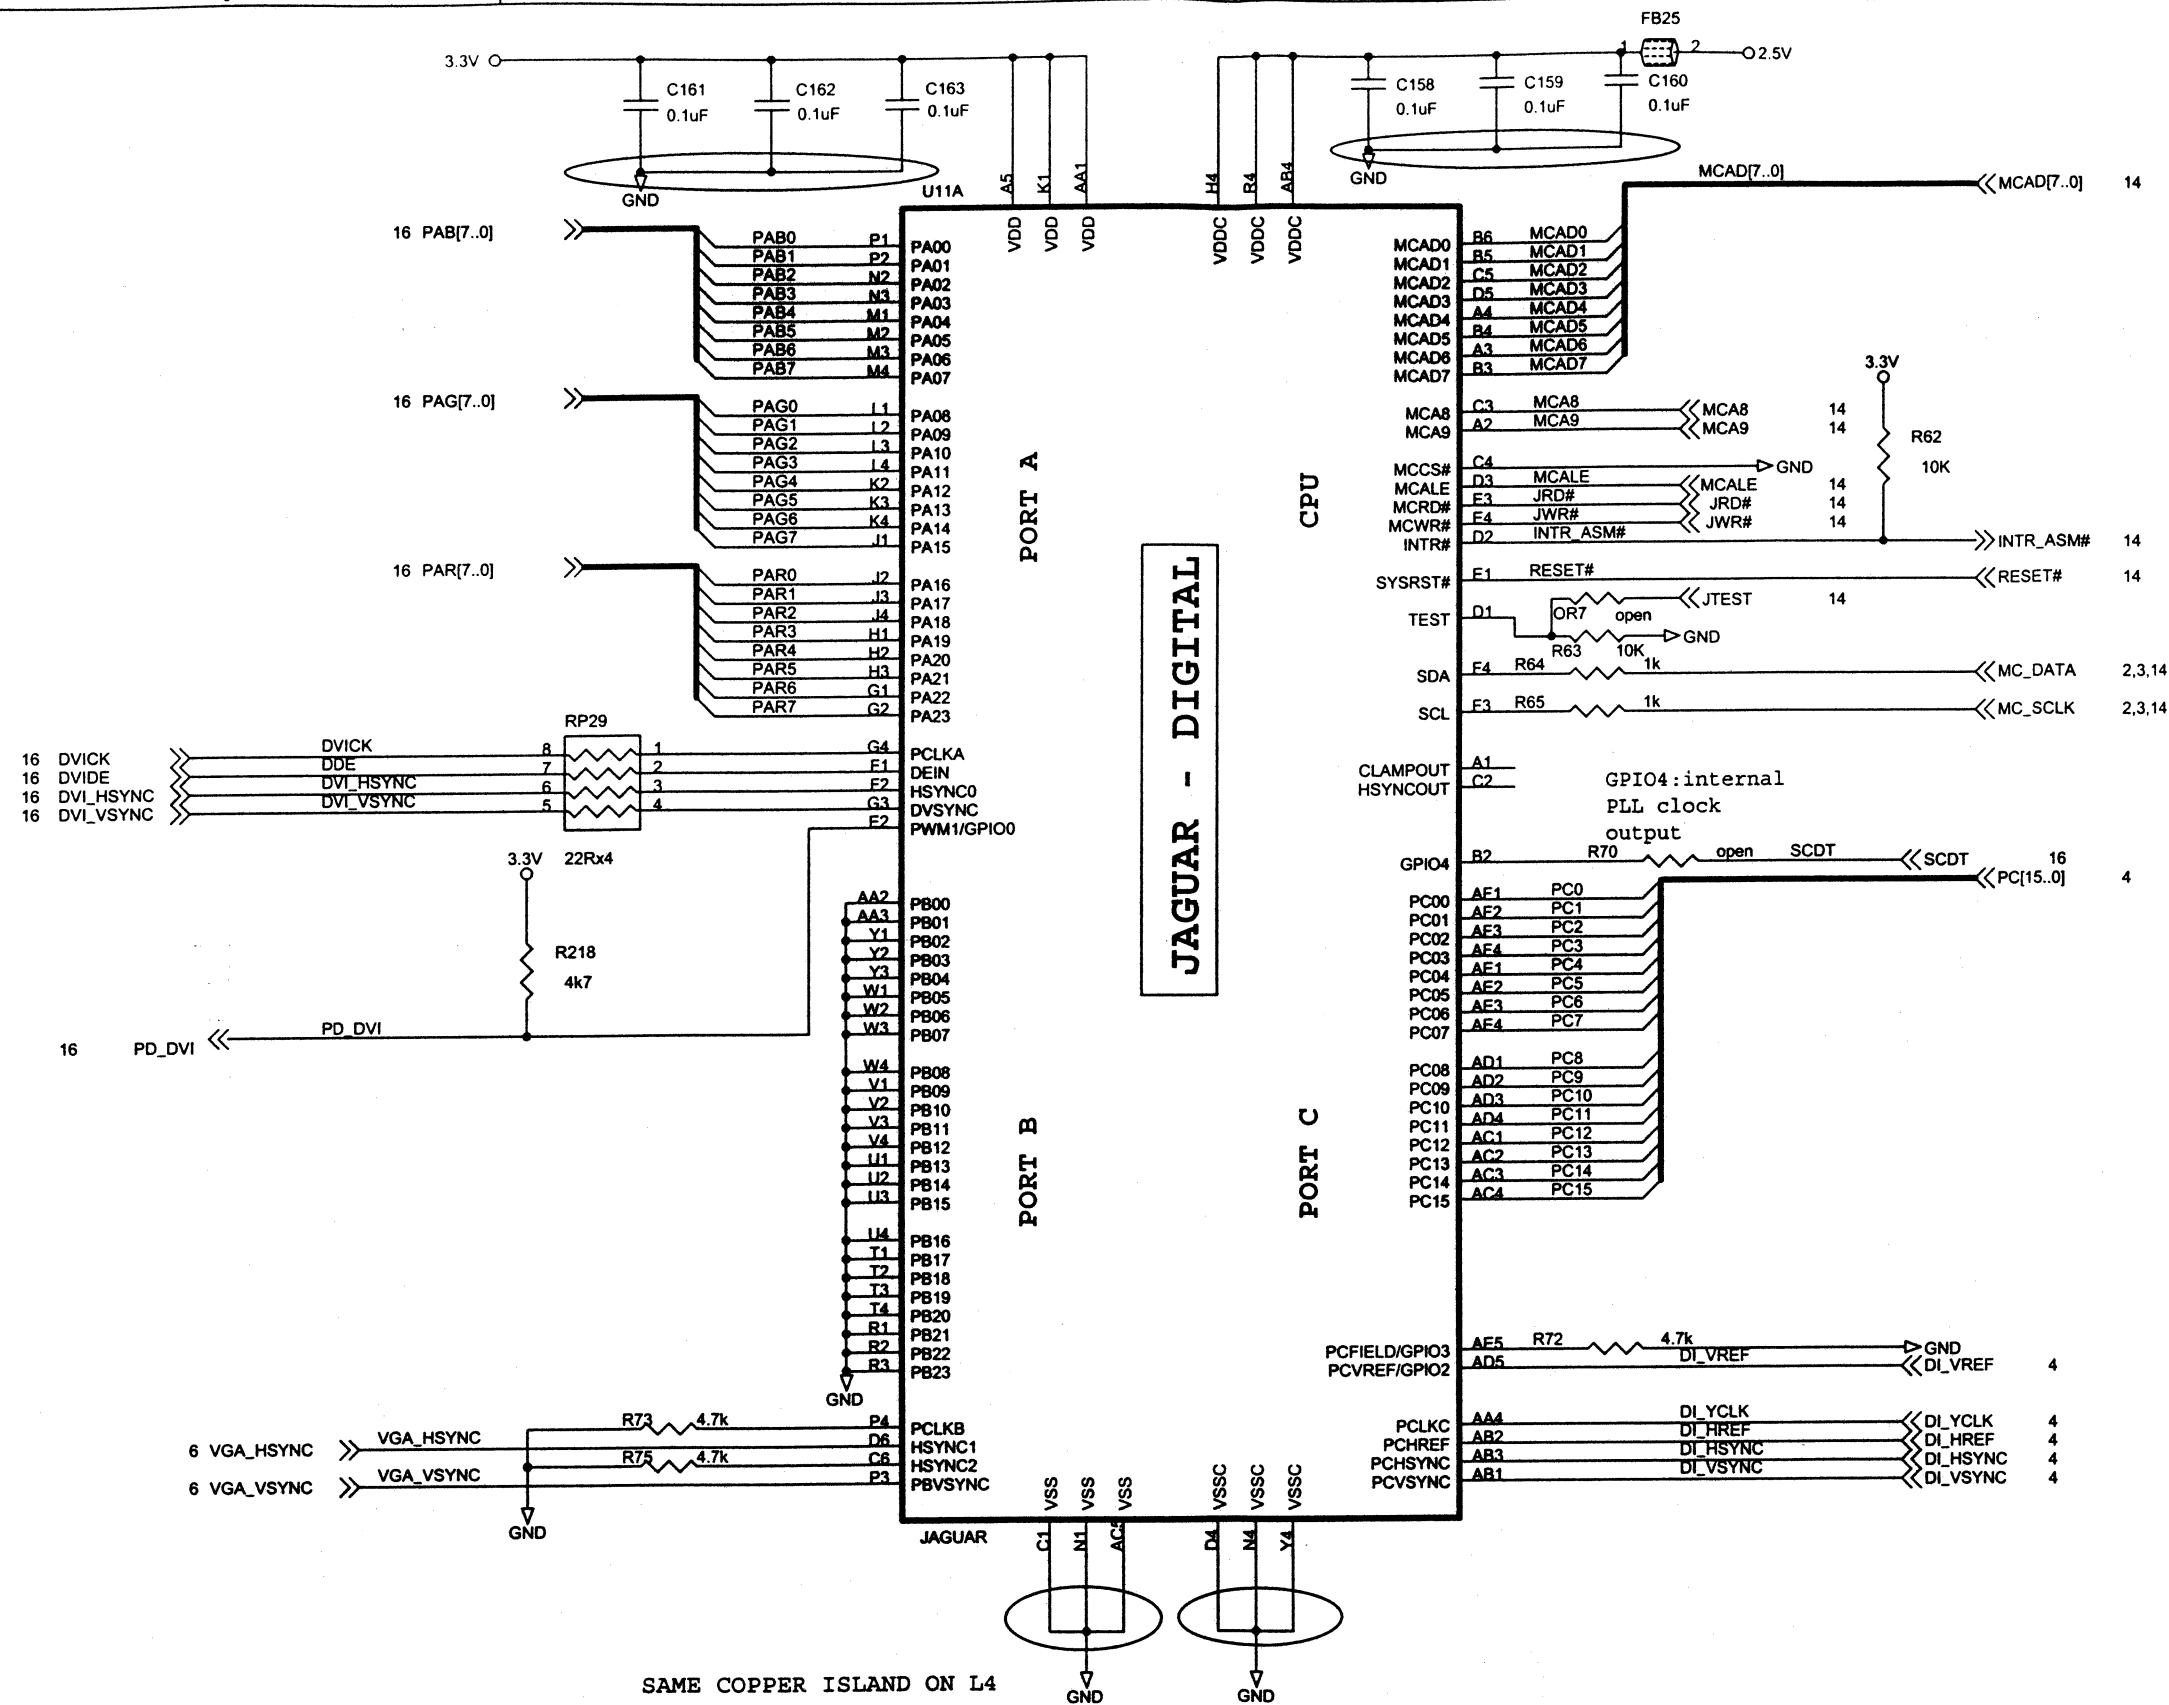 FB25
3.3V
1
2
2.5V
C161
0.1uF
C162
0.1uF
C163
0.1uF
C158
0.1uF
C159
0.1uF
C160
0.1uF
GND
GND
U11A
A5
K1
AA1
H4
R4
AB4
VDD
VDD
VDD
VDDC
VDDC
VDDC
MCAD[7..0]
MCAD[7..0] 14
16 PAB[7..0]
PAB0 P1 PA00
PAB1 P2 PA01
PAB2 N2 PA02
PAB3 N3 PA03
PAB4 M1 PA04
PAB5 M2 PA05
PAB6 M3 PA06
PAB7 M4 PA07
16 PAG[7..0]
PAG0 L1 PA08
PAG1 L2 PA09
PAG2 L3 PA10
PAG3 L4 PA11
PAG4 K2 PA12
PAG5 K3 PA13
PAG6 K4 PA14
PAG7 J1 PA15
16 PAR[7..0]
PAR0 J2 PA16
PAR1 J3 PA17
PAR2 J4 PA18
PAR3 H1 PA19
PAR4 H2 PA20
PAR5 H3 PA21
PAR6 G1 PA22
PAR7 G2 PA23
RP29
16 DVICK DVICK 8 1 G4 PCLKA
16 DVIDE DDE 7 2 F1 DEIN
16 DVI_HSYNC DVI_HSYNC 6 3 F2 HSYNC0
16 DVI_VSYNC DVI_VSYNC 5 4 G3 DVSYNC
E2 PWM1/GPIO0
22Rx4
3.3V
R218
4k7
16 PD_DVI PD_DVI
AA2 PB00
AA3 PB01
Y1 PB02
Y2 PB03
Y3 PB04
W1 PB05
W2 PB06
W3 PB07
W4 PB08
V1 PB09
V2 PB10
V3 PB11
V4 PB12
U1 PB13
U2 PB14
U3 PB15
U4 PB16
T1 PB17
T2 PB18
T3 PB19
T4 PB20
R1 PB21
R2 PB22
R3 PB23
GND
R73 4.7k P4 PCLKB
6 VGA_HSYNC VGA_HSYNC D6 HSYNC1
R75 4.7k C6 HSYNC2
6 VGA_VSYNC VGA_VSYNC P3 PBVSYNC
GND
PORT A
CPU
JAGUAR - DIGITAL
PORT B
PORT C
MCAD0 B6 MCAD0
MCAD1 B5 MCAD1
MCAD2 C5 MCAD2
MCAD3 D5 MCAD3
MCAD4 A4 MCAD4
MCAD5 B4 MCAD5
MCAD6 A3 MCAD6
MCAD7 B3 MCAD7
MCA8 C3 MCA8 MCA8 14
MCA9 A2 MCA9 MCA9 14
3.3V
R62
10K
MCCS# C4 GND
MCALE D3 MCALE MCALE 14
MCRD# E3 JRD# JRD# 14
MCWR# E4 JWR# JWR# 14
INTR# D2 INTR_ASM# INTR_ASM# 14
SYSRST# E1 RESET# RESET# 14
OR7 open JTEST 14
TEST D1
R63 10K GND
SDA F4 R64 1k MC_DATA 2,3,14
SCL F3 R65 1k MC_SCLK 2,3,14
CLAMPOUT A1
HSYNCOUT C2
GPIO4:internal
PLL clock
output
GPIO4 B2 R70 open SCDT SCDT 16
PC[15..0] 4
PC00 AF1 PC0
PC01 AF2 PC1
PC02 AF3 PC2
PC03 AF4 PC3
PC04 AE1 PC4
PC05 AE2 PC5
PC06 AE3 PC6
PC07 AE4 PC7
PC08 AD1 PC8
PC09 AD2 PC9
PC10 AD3 PC10
PC11 AD4 PC11
PC12 AC1 PC12
PC13 AC2 PC13
PC14 AC3 PC14
PC15 AC4 PC15
PCFIELD/GPIO3 AE5 R72 4.7k GND
PCVREF/GPIO2 AD5 DI_VREF DI_VREF 4
PCLKC AA4 DI_YCLK DI_YCLK 4
PCHREF AB2 DI_HREF DI_HREF 4
PCHSYNC AB3 DI_HSYNC DI_HSYNC 4
PCVSYNC AB1 DI_VSYNC DI_VSYNC 4
VSS
VSS
VSS
VSSC
VSSC
VSSC
JAGUAR
C1
N1
AC5
D4
N4
Y4
SAME COPPER ISLAND ON L4
GND
GND